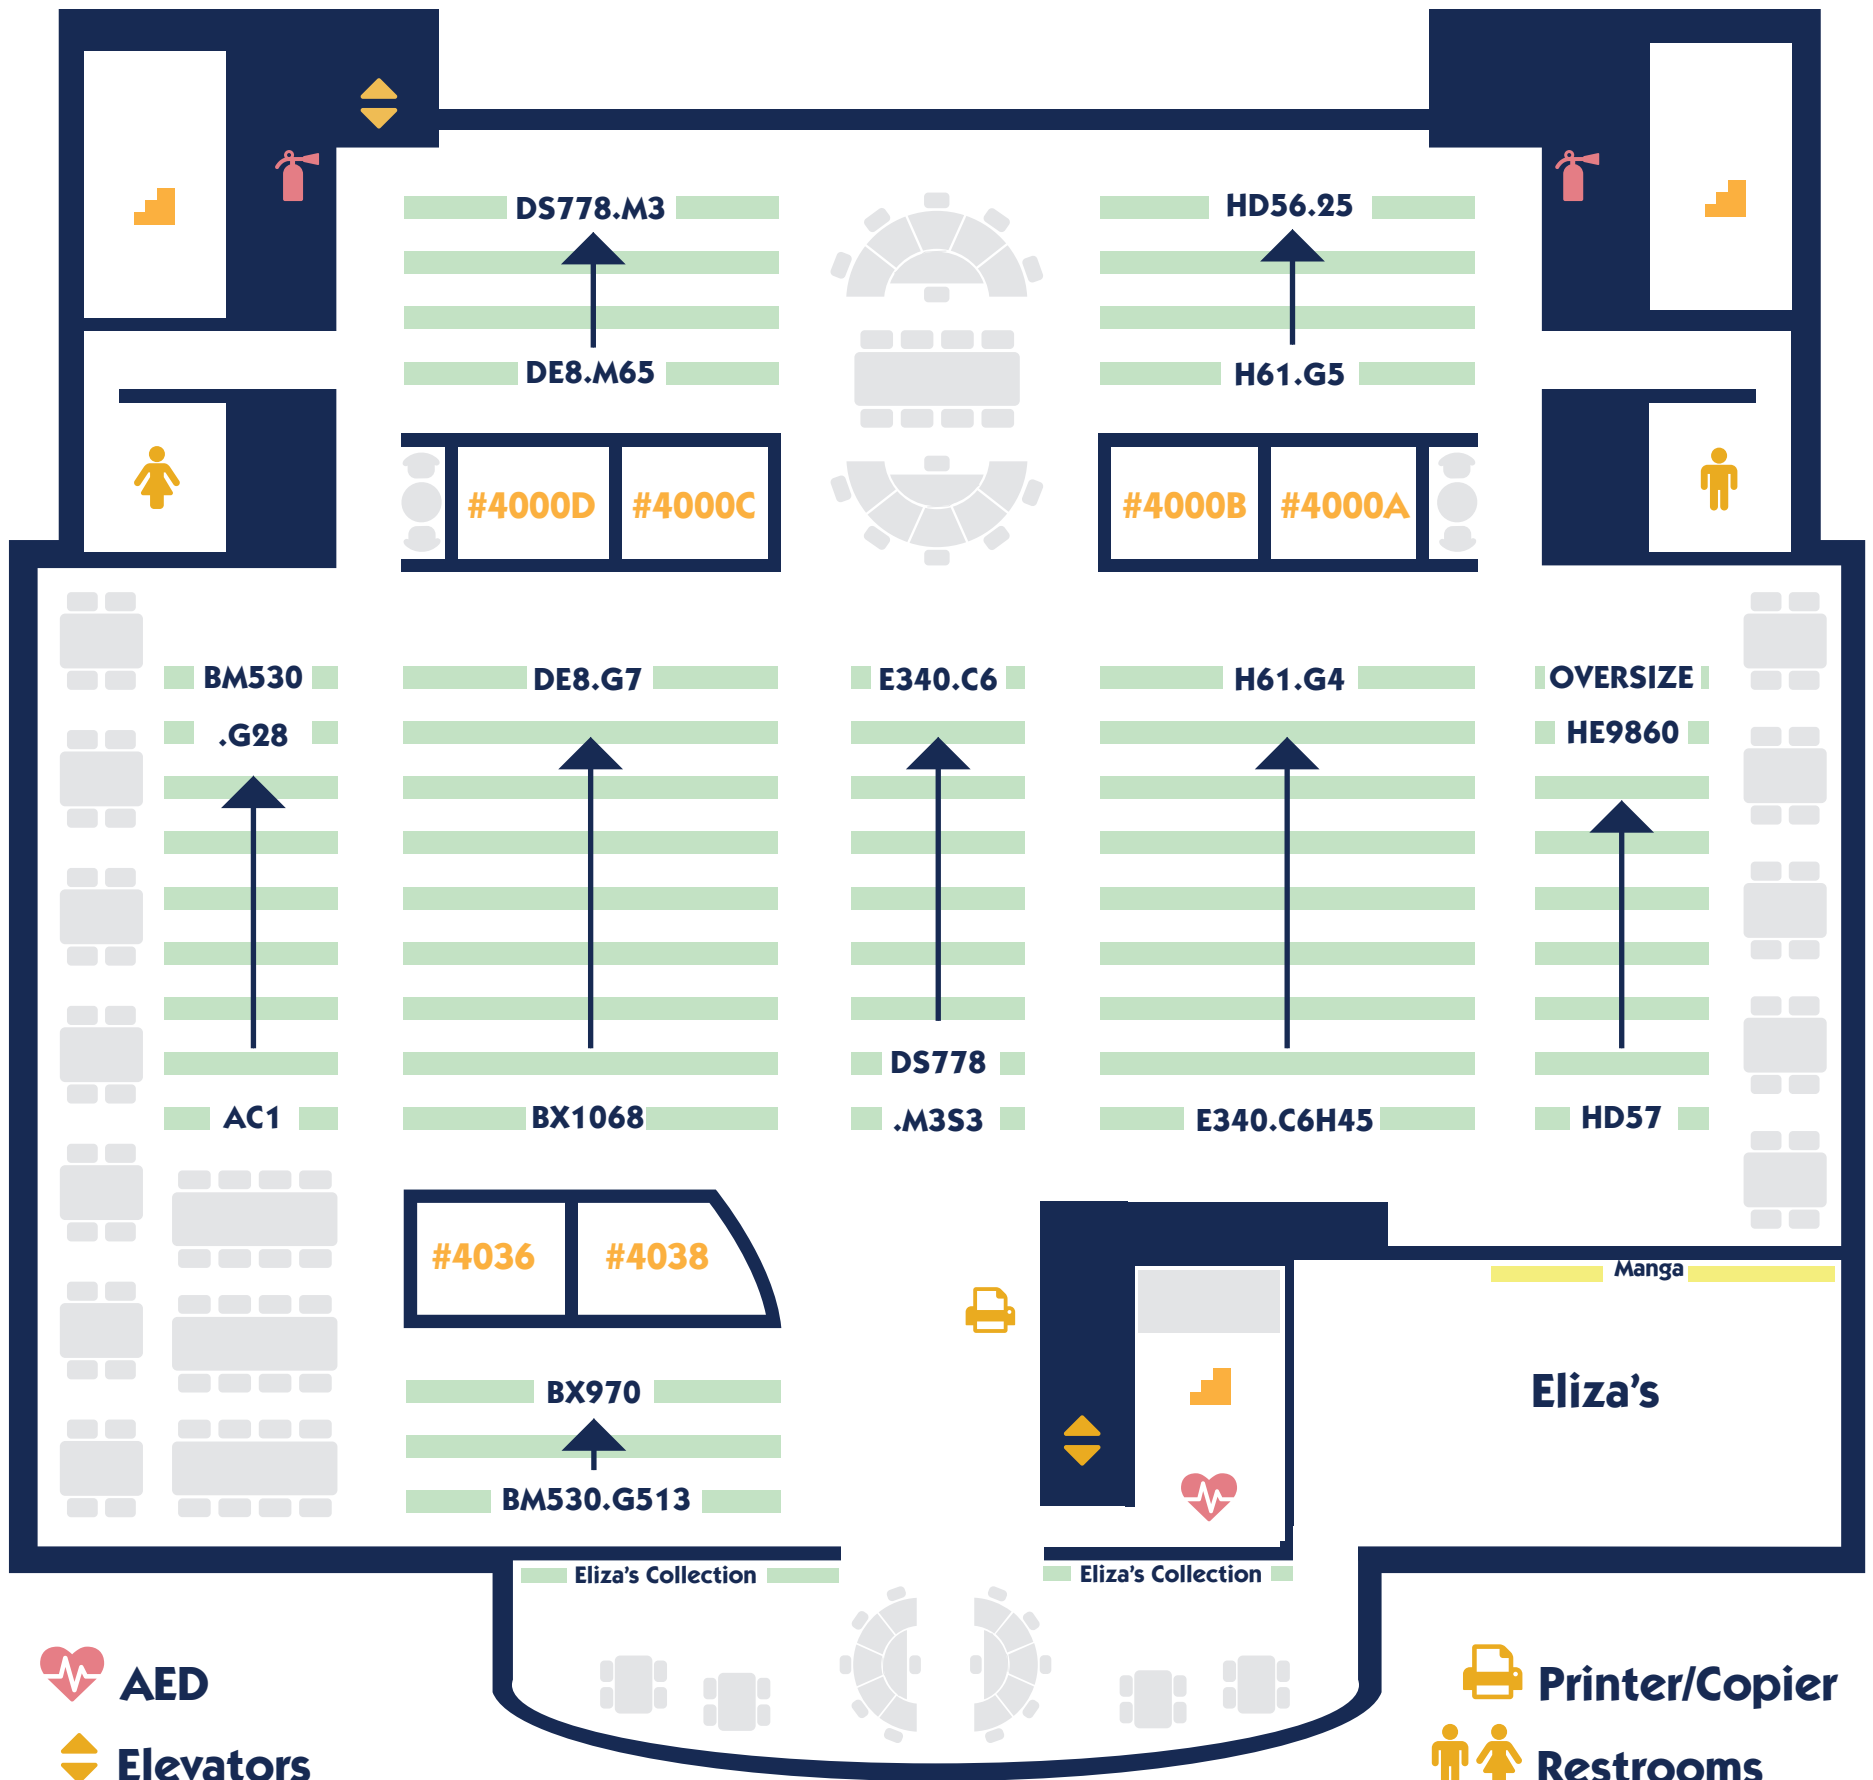 DS778.M3
HD56.25
DE8.M65
H61.G5
#4000D
#4000C
#4000B
#4000A
BM530
.G28
DE8.G7
E340.C6
H61.G4
OVERSIZE
HE9860
AC1
BX1068
DS778
.M3S3
E340.C6H45
HD57
#4036
#4038
Manga
BX970
Eliza's
BM530.G513
Eliza's Collection
Eliza's Collection
AED
Printer/Copier
Elevators
Restrooms